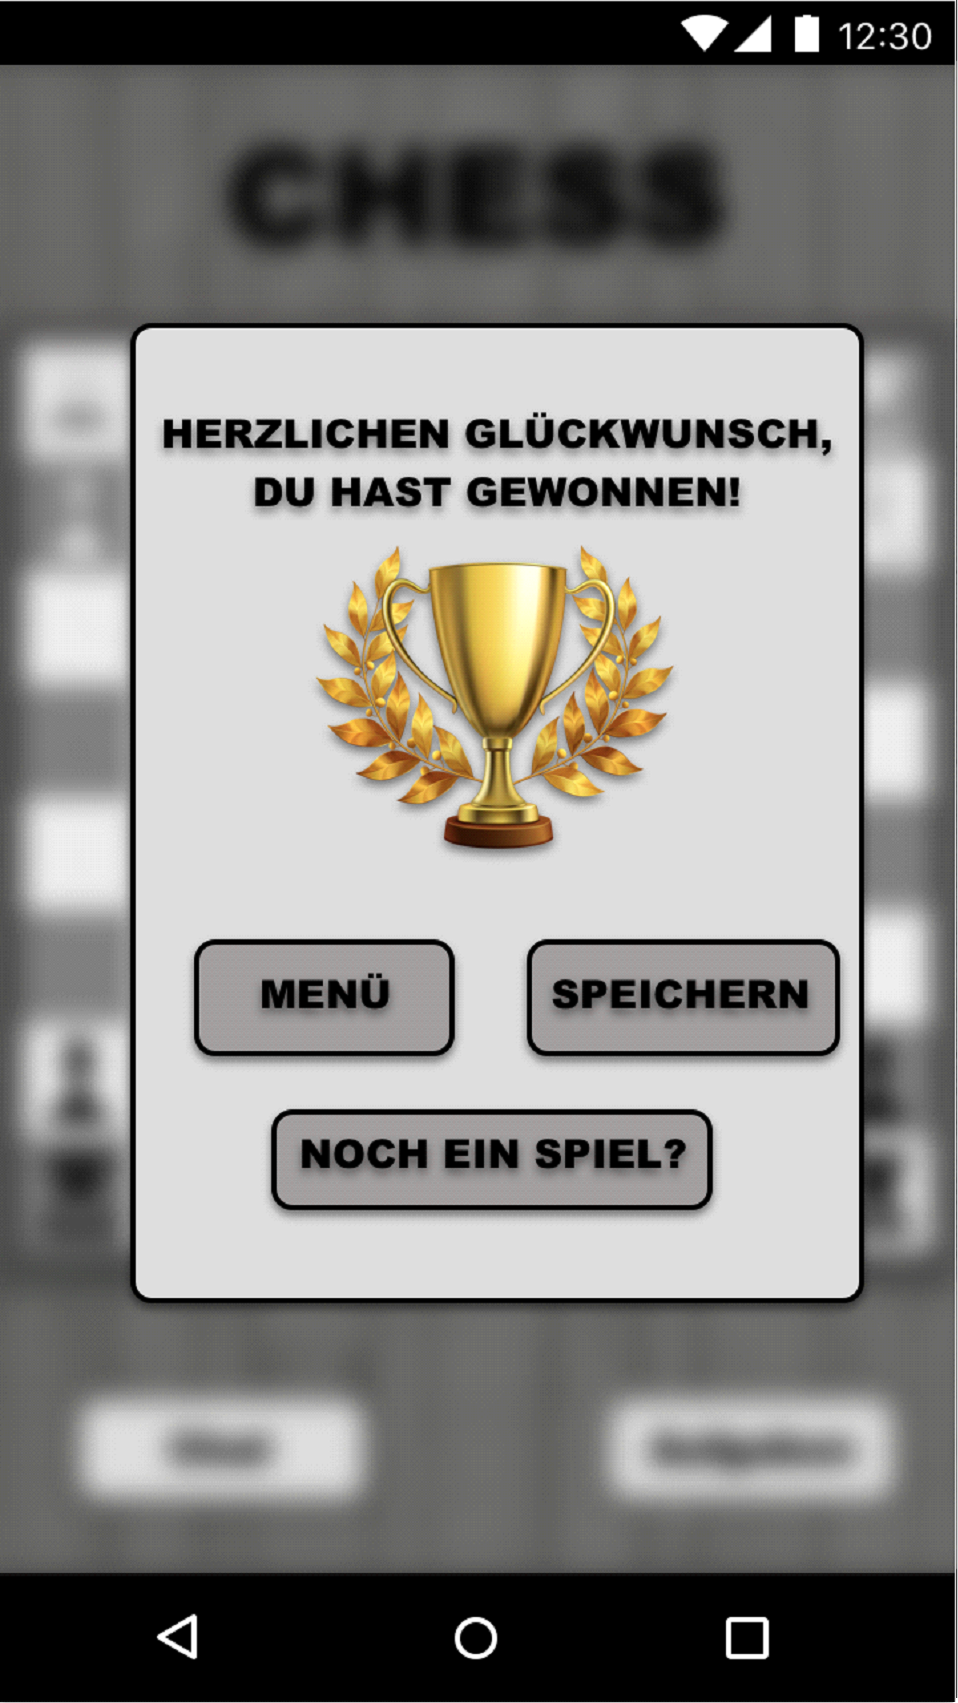 12:30
CHESS
HERZLICHEN GLÜCKWUNSCH,
DU HAST GEWONNEN!
MENÜ
SPEICHERN
NOCH EIN SPIEL?